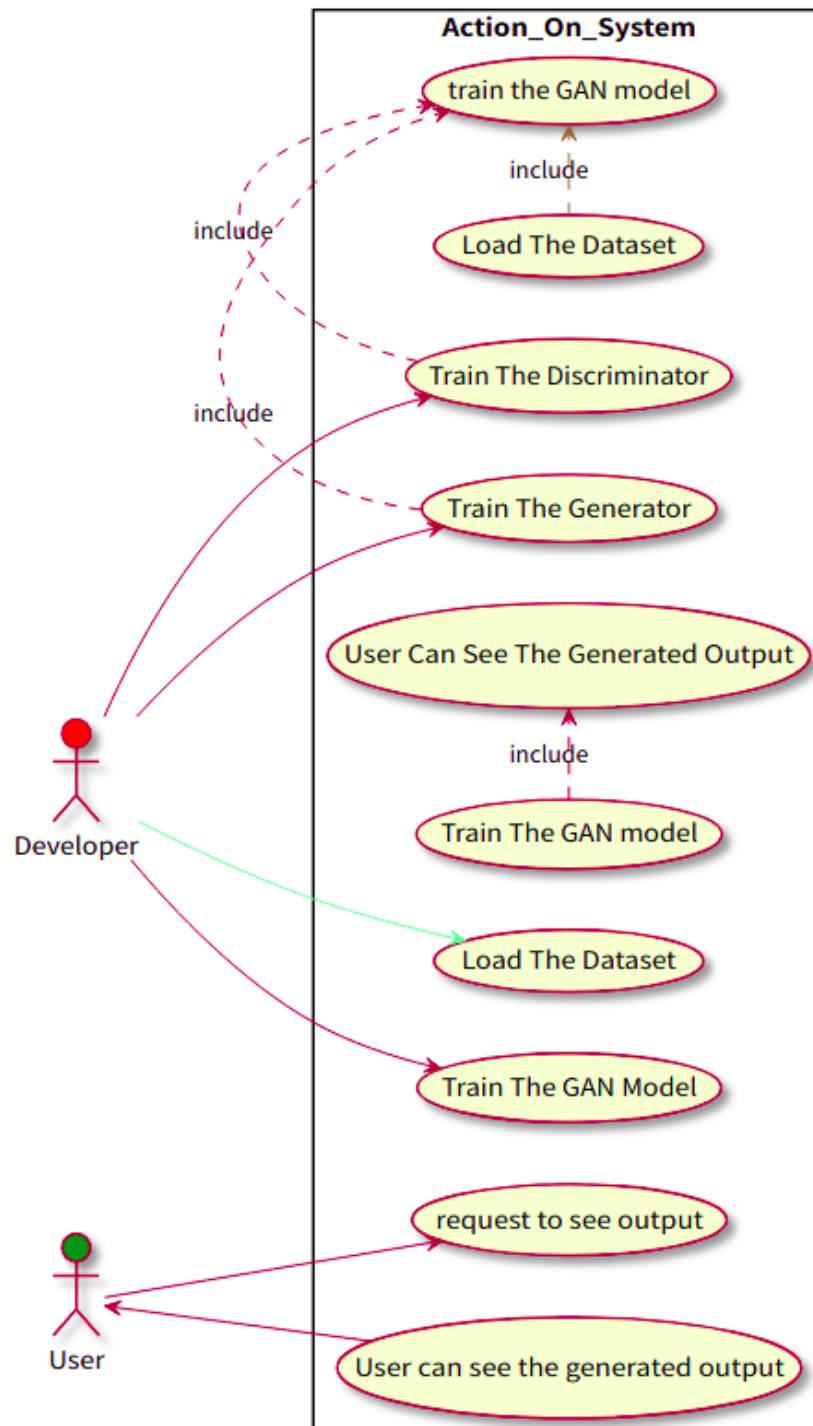 Action_On_System
train the GAN model
include
Load The Dataset
include
Train The Discriminator
include
Train The Generator
User Can See The Generated Output
include
Train The GAN model
Developer
Load The Dataset
Train The GAN Model
request to see output
User
User can see the generated output